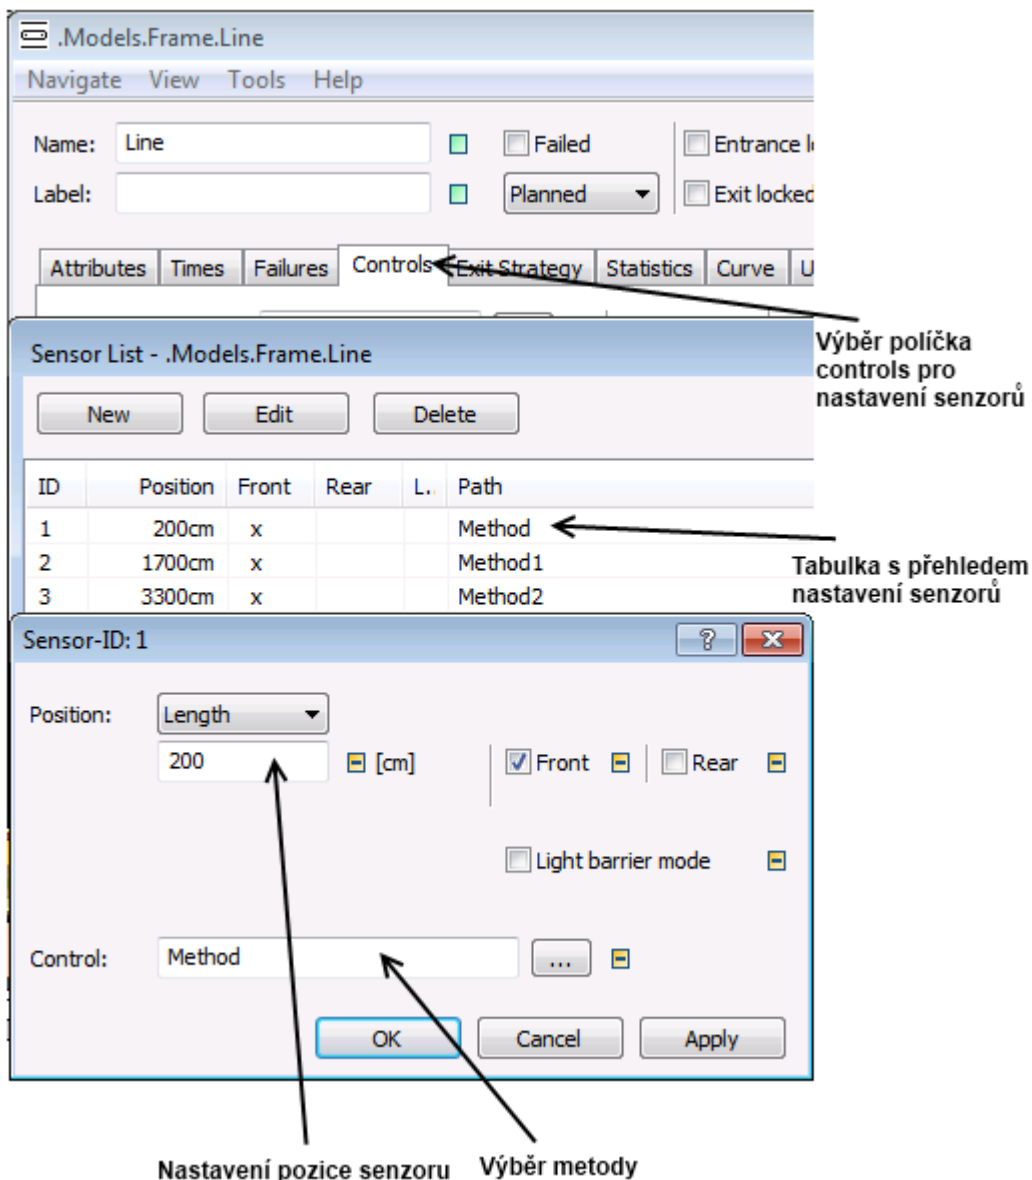 .Models.Frame.Line
Navigate View Tools Help
Name: Line Failed Entrance l
Label: Planned Exit locked
Attributes Times Failures Controls Exit Strategy Statistics Curve U
Výběr políčka
controls pro
nastavení senzorů
Sensor List - .Models.Frame.Line
New Edit Delete
ID Position Front Rear L.. Path
1 200cm x Method
2 1700cm x Method1
3 3300cm x Method2
Tabulka s přehledem
nastavení senzorů
Sensor-ID: 1
Position: Length
200 [cm] Front Rear
Light barrier mode
Control: Method ...
OK Cancel Apply
Nastavení pozice senzoru Výběr metody